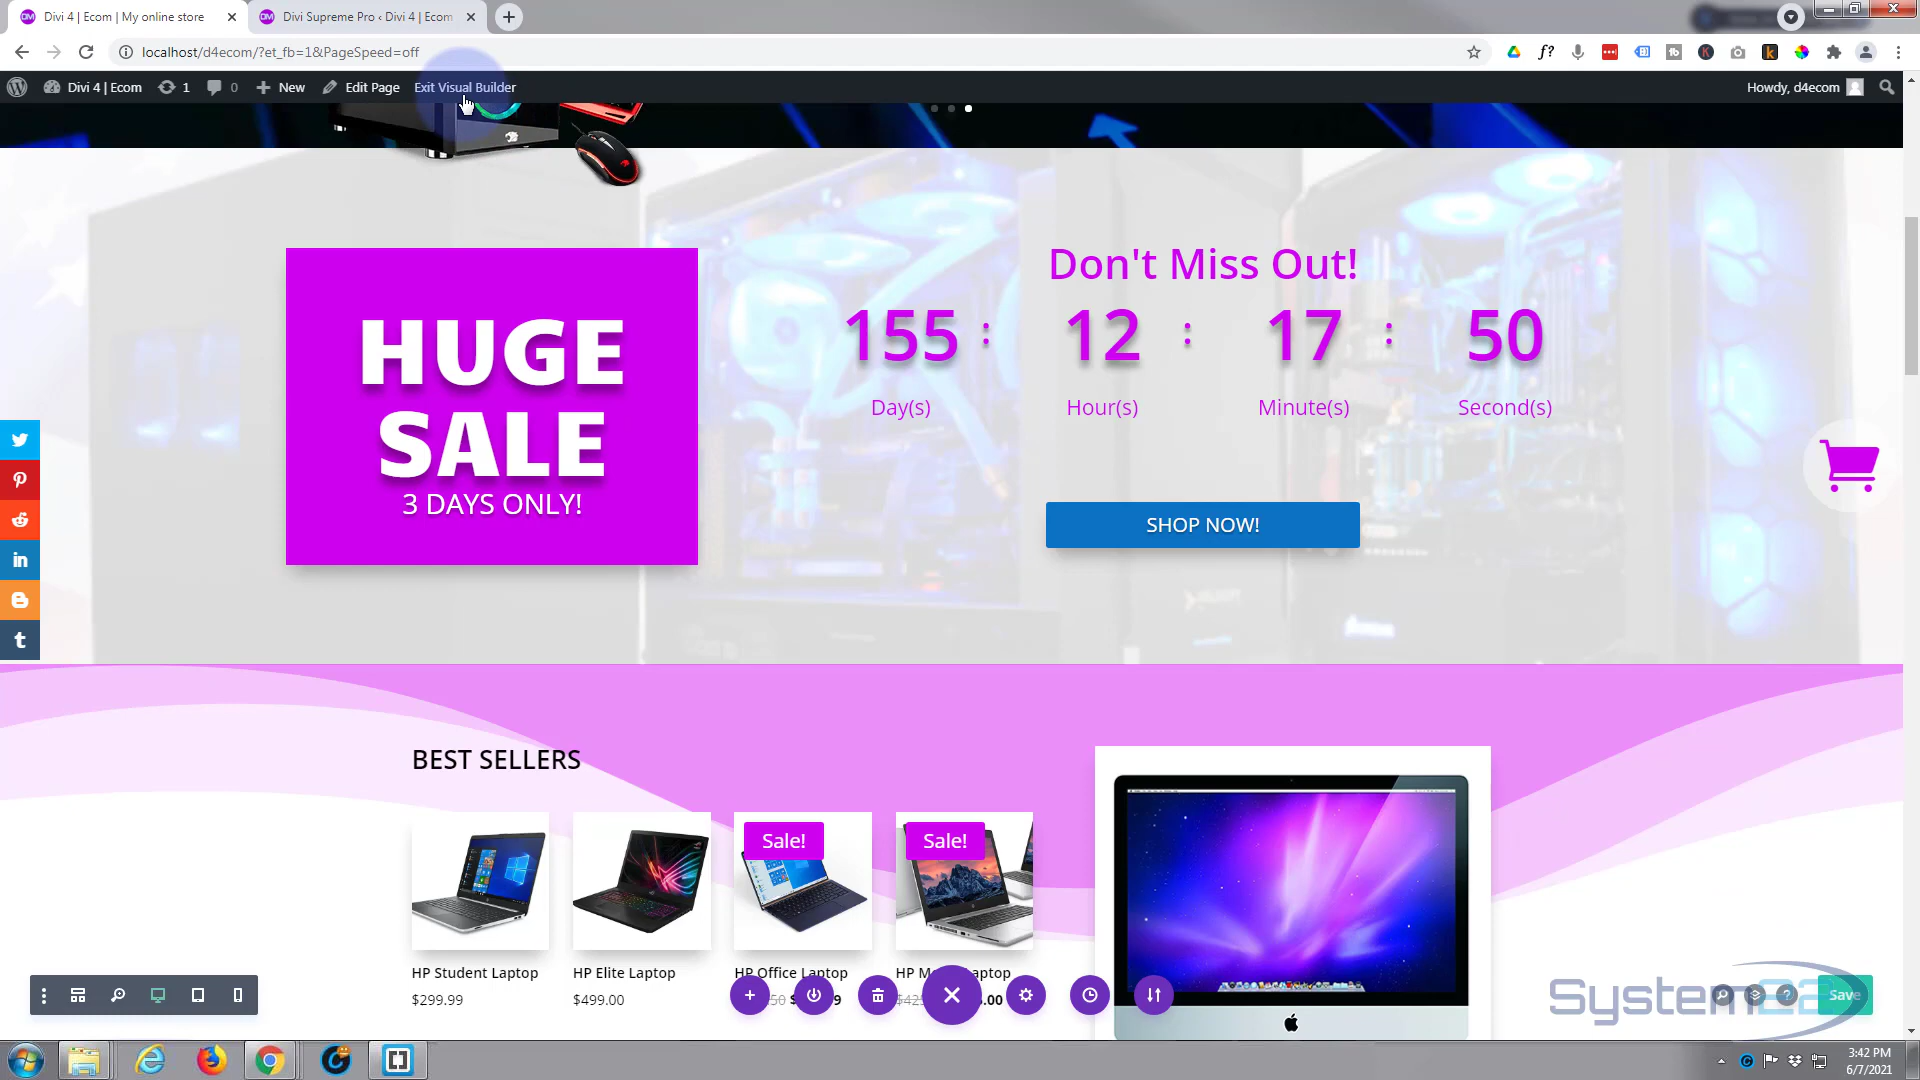 Divi 4 | Ecom | My online store
Divi Supreme Pro ‹ Divi 4 | Ecom
localhost/d4ecom/?et_fb=1&PageSpeed=off
Divi 4 | Ecom
1
0
New
Edit Page
Exit Visual Builder
Howdy, d4ecom
HUGE
SALE
3 DAYS ONLY!
Don't Miss Out!
155 : 12 : 17 : 50
Day(s) Hour(s) Minute(s) Second(s)
SHOP NOW!
BEST SELLERS
Sale!
Sale!
HP Student Laptop
$299.99
HP Elite Laptop
$499.00
HP Office Laptop
Save
3:42 PM
6/7/2021